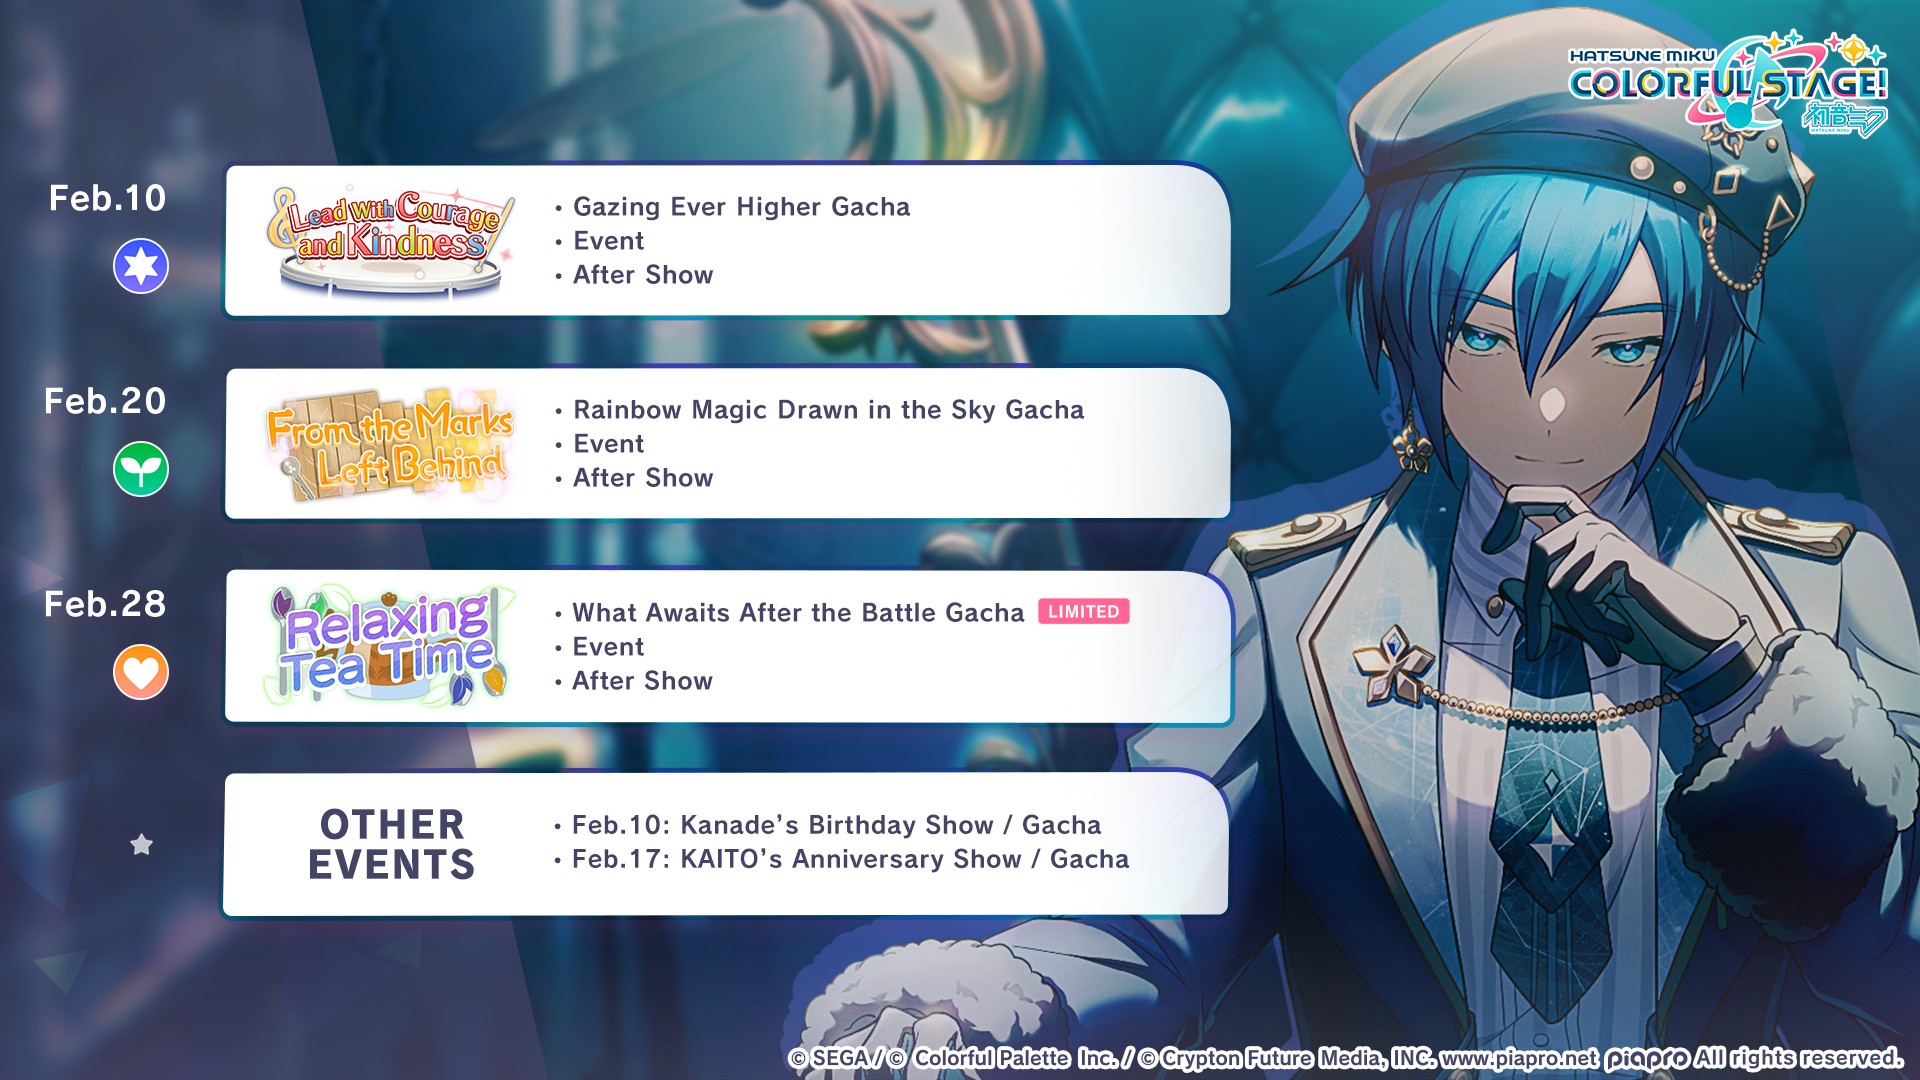 HATSUNE MIKU
COLORFUL STAGE!
初音ミク
HATSUNE MIKU
Feb.10
Lead With Courage
and Kindness
• Gazing Ever Higher Gacha
• Event
• After Show
Feb.20
From the Marks
Left Behind
• Rainbow Magic Drawn in the Sky Gacha
• Event
• After Show
Feb.28
Relaxing
Tea Time
• What Awaits After the Battle Gacha LIMITED
• Event
• After Show
OTHER
EVENTS
• Feb.10: Kanade's Birthday Show / Gacha
• Feb.17: KAITO's Anniversary Show / Gacha
© SEGA / © Colorful Palette Inc. / © Crypton Future Media, INC. www.piapro.net piapro All rights reserved.